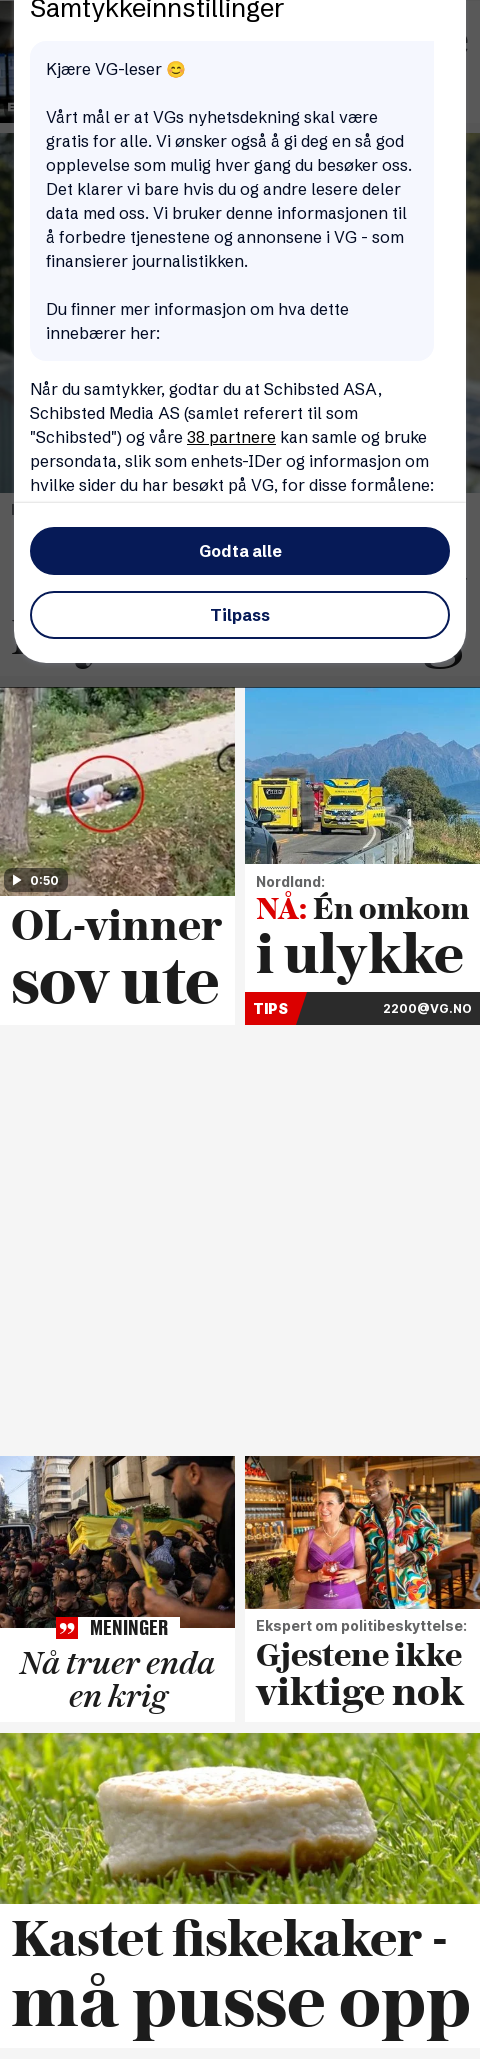 Samtykkeinnstillinger
Kjære VG-leser 😊
Vårt mål er at VGs nyhetsdekning skal være
gratis for alle. Vi ønsker også å gi deg en så god
opplevelse som mulig hver gang du besøker oss.
Det klarer vi bare hvis du og andre lesere deler
data med oss. Vi bruker denne informasjonen til
å forbedre tjenestene og annonsene i VG - som
finansierer journalistikken.
Du finner mer informasjon om hva dette
innebærer her:
Når du samtykker, godtar du at Schibsted ASA,
Schibsted Media AS (samlet referert til som
"Schibsted") og våre 38 partnere kan samle og bruke
persondata, slik som enhets-IDer og informasjon om
hvilke sider du har besøkt på VG, for disse formålene:
Godta alle
Tilpass
0:50
OL-vinner
sov ute
Nordland:
NÅ: Én omkom
i ulykke
TIPS 2200@VG.NO
MENINGER
Nå truer enda
en krig
Ekspert om politibeskyttelse:
Gjestene ikke
viktige nok
Kastet fiskekaker -
må pusse opp